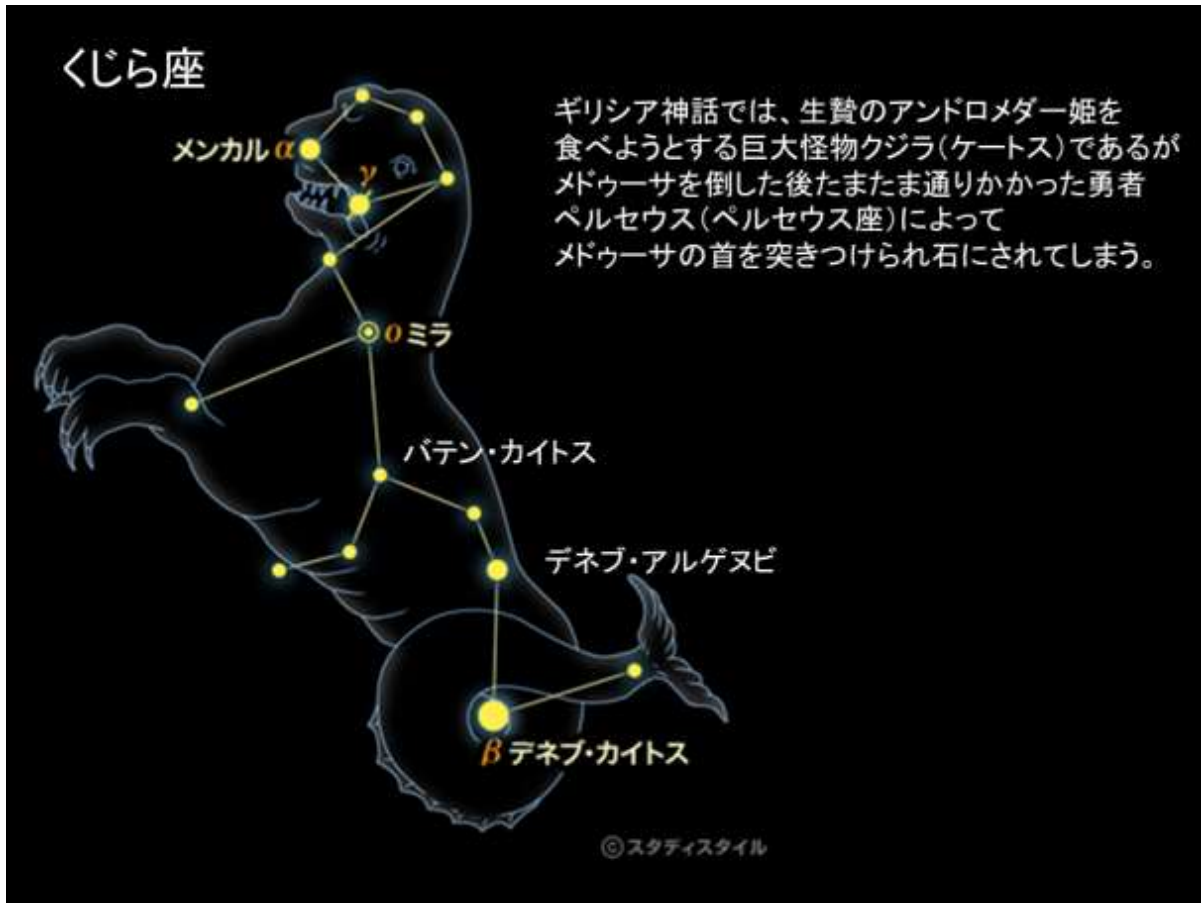 くじら座
ギリシア神話では、生贄のアンドロメダー姫を
食べようとする巨大怪物クジラ(ケートス)であるが
メドゥーサを倒した後たまたま通りかかった勇者
ペルセウス(ペルセウス座)によって
メドゥーサの首を突きつけられ石にされてしまう。
メンカル α
γ
ο ミラ
バテン・カイトス
デネブ・アルゲヌビ
β デネブ・カイトス
©スタディスタイル